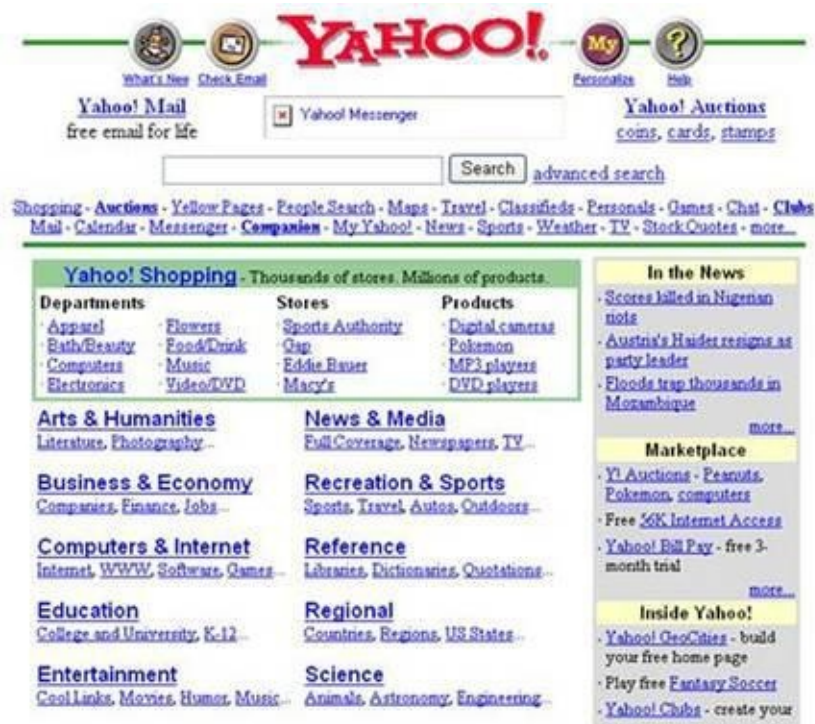 YAHOO!
My
?
What's New Check Email Personalize Help
Yahoo! Mail
free email for life
Yahoo! Messenger
Yahoo! Auctions
coins, cards, stamps
Search advanced search
Shopping - Auctions - Yellow Pages - People Search - Maps - Travel - Classifieds - Personals - Games - Chat - Clubs
Mail - Calendar - Messenger - Companion - My Yahoo! - News - Sports - Weather - TV - Stock Quotes - more...
Yahoo! Shopping - Thousands of stores. Millions of products.
Departments Stores Products
· Apparel · Flowers · Sports Authority · Digital cameras
· Bath/Beauty · Food/Drink · Gap · Pokemon
· Computers · Music · Eddie Bauer · MP3 players
· Electronics · Video/DVD · Macy's · DVD players
Arts & Humanities
Literature, Photography...
News & Media
Full Coverage, Newspapers, TV...
Business & Economy
Companies, Finance, Jobs...
Recreation & Sports
Sports, Travel, Autos, Outdoors...
Computers & Internet
Internet, WWW, Software, Games...
Reference
Libraries, Dictionaries, Quotations...
Education
College and University, K-12...
Regional
Countries, Regions, US States...
Entertainment
Cool Links, Movies, Humor, Music...
Science
Animals, Astronomy, Engineering...
In the News
· Scores killed in Nigerian
riots
· Austria's Haider resigns as
party leader
· Floods trap thousands in
Mozambique
more...
Marketplace
· Y! Auctions - Peanuts,
Pokemon, computers
· Free 56K Internet Access
· Yahoo! Bill Pay - free 3-
month trial
more...
Inside Yahoo!
· Yahoo! GeoCities - build
your free home page
· Play free Fantasy Soccer
· Yahoo! Clubs - create your